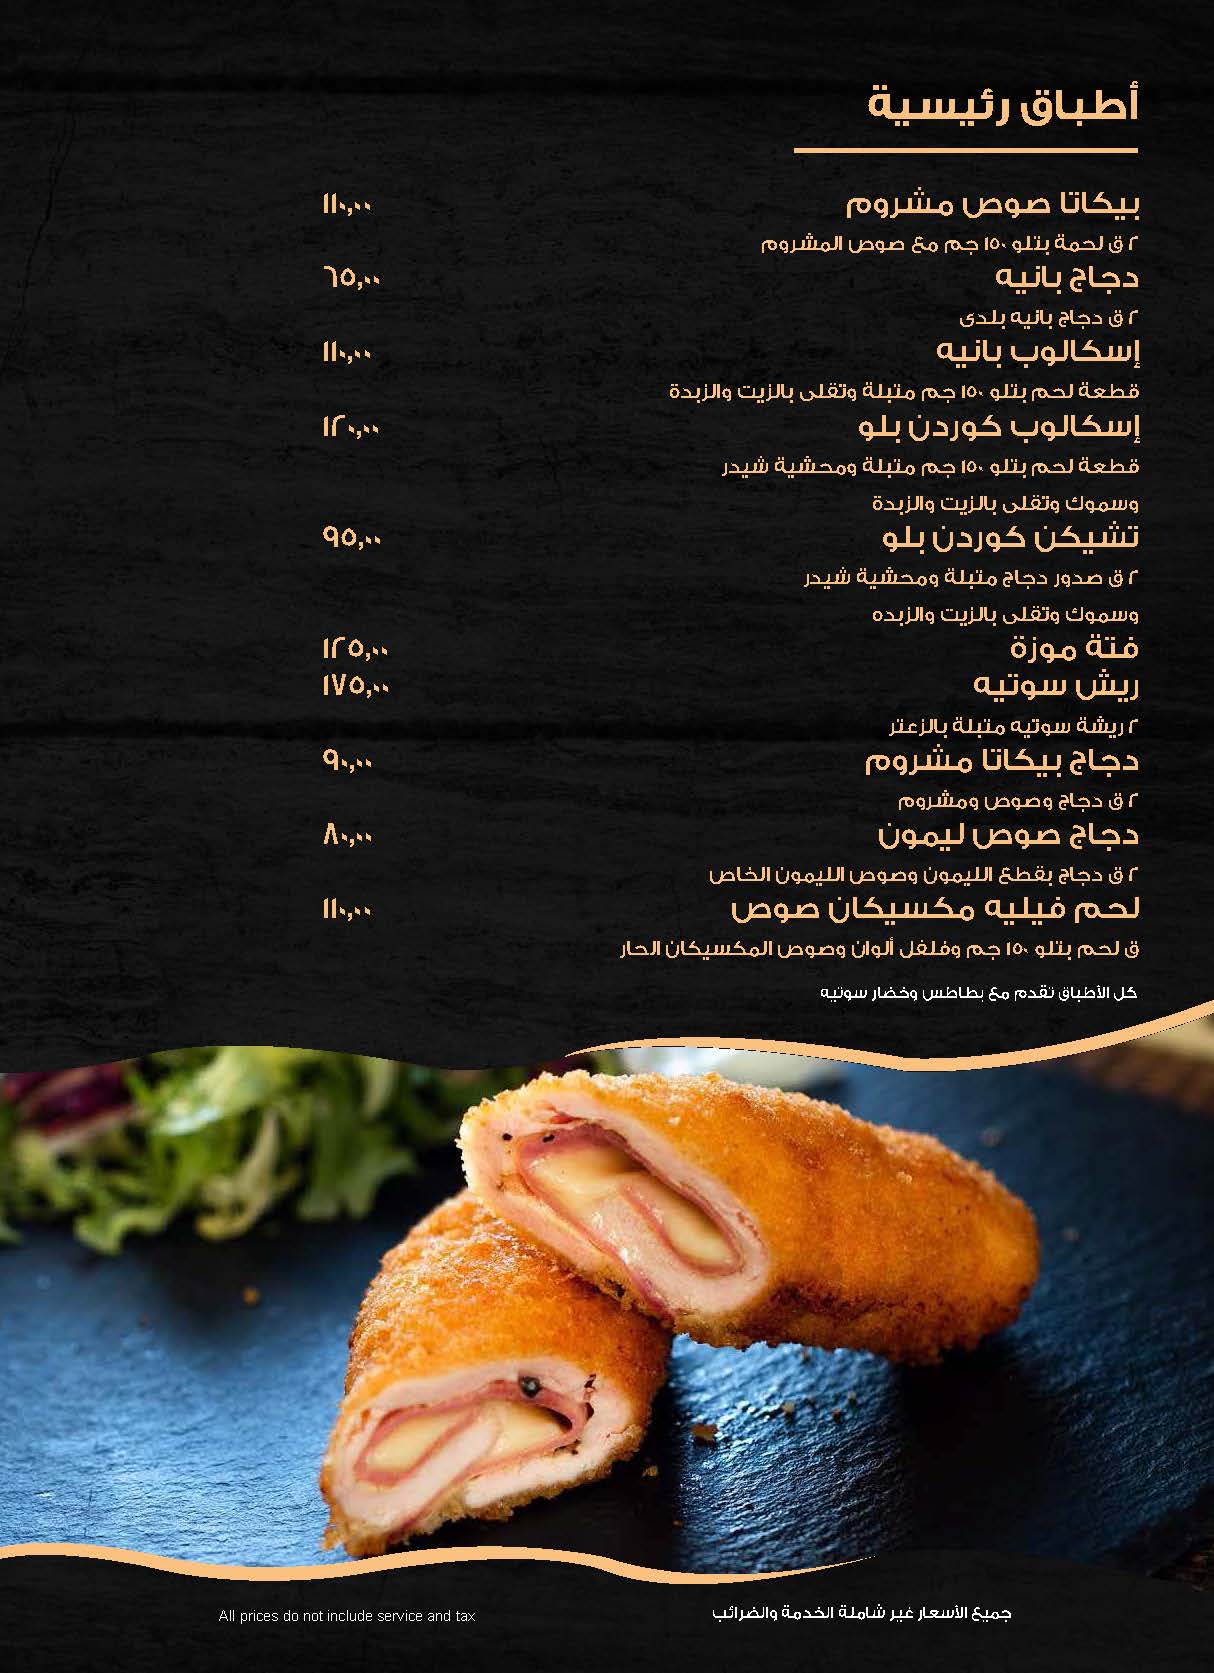 أطباق رئيسية
بيكاتا صوص مشروم ١١٠,٠٠
٢ ق لحمة بتلو ١٥٠ جم مع صوص المشروم
دجاج بانيه ٦٥,٠٠
٢ ق دجاج بانيه بلدى
إسكالوب بانيه ١١٠,٠٠
قطعة لحم بتلو ١٥٠ جم متبلة وتقلى بالزيت والزبدة
إسكالوب كوردن بلو ١٢٠,٠٠
قطعة لحم بتلو ١٥٠ جم متبلة ومحشية شيدر
وسموك وتقلى بالزيت والزبدة
تشيكن كوردن بلو ٩٥,٠٠
٢ ق صدور دجاج متبلة ومحشية شيدر
وسموك وتقلى بالزيت والزبده
فتة موزة ١٢٥,٠٠
ريش سوتيه ١٧٥,٠٠
٢ ريشة سوتيه متبلة بالزعتر
دجاج بيكاتا مشروم ٩٠,٠٠
٢ ق دجاج وصوص ومشروم
دجاج صوص ليمون ٨٠,٠٠
٢ ق دجاج بقطع الليمون وصوص الليمون الخاص
لحم فيليه مكسيكان صوص ١١٠,٠٠
ق لحم بتلو ١٥٠ جم وفلفل ألوان وصوص المكسيكان الحار
كل الأطباق تقدم مع بطاطس وخضار سوتيه
جميع الأسعار غير شاملة الخدمة والضرائب
All prices do not include service and tax